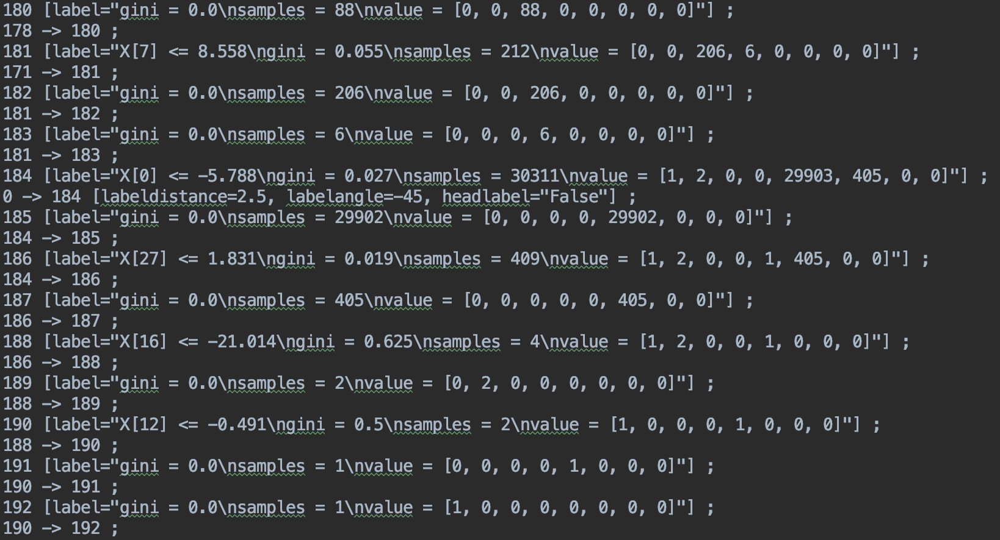 180 [label="gini = 0.0\nsamples = 88\nvalue = [0, 0, 88, 0, 0, 0, 0, 0]"] ;
178 -> 180 ;
181 [label="X[7] <= 8.558\ngini = 0.055\nsamples = 212\nvalue = [0, 0, 206, 6, 0, 0, 0, 0]"] ;
171 -> 181 ;
182 [label="gini = 0.0\nsamples = 206\nvalue = [0, 0, 206, 0, 0, 0, 0, 0]"] ;
181 -> 182 ;
183 [label="gini = 0.0\nsamples = 6\nvalue = [0, 0, 0, 6, 0, 0, 0, 0]"] ;
181 -> 183 ;
184 [label="X[0] <= -5.788\ngini = 0.027\nsamples = 30311\nvalue = [1, 2, 0, 0, 29903, 405, 0, 0]"] ;
0 -> 184 [labeldistance=2.5, labelangle=-45, headlabel="False"] ;
185 [label="gini = 0.0\nsamples = 29902\nvalue = [0, 0, 0, 0, 29902, 0, 0, 0]"] ;
184 -> 185 ;
186 [label="X[27] <= 1.831\ngini = 0.019\nsamples = 409\nvalue = [1, 2, 0, 0, 1, 405, 0, 0]"] ;
184 -> 186 ;
187 [label="gini = 0.0\nsamples = 405\nvalue = [0, 0, 0, 0, 0, 405, 0, 0]"] ;
186 -> 187 ;
188 [label="X[16] <= -21.014\ngini = 0.625\nsamples = 4\nvalue = [1, 2, 0, 0, 1, 0, 0, 0]"] ;
186 -> 188 ;
189 [label="gini = 0.0\nsamples = 2\nvalue = [0, 2, 0, 0, 0, 0, 0, 0]"] ;
188 -> 189 ;
190 [label="X[12] <= -0.491\ngini = 0.5\nsamples = 2\nvalue = [1, 0, 0, 0, 1, 0, 0, 0]"] ;
188 -> 190 ;
191 [label="gini = 0.0\nsamples = 1\nvalue = [0, 0, 0, 0, 1, 0, 0, 0]"] ;
190 -> 191 ;
192 [label="gini = 0.0\nsamples = 1\nvalue = [1, 0, 0, 0, 0, 0, 0, 0]"] ;
190 -> 192 ;